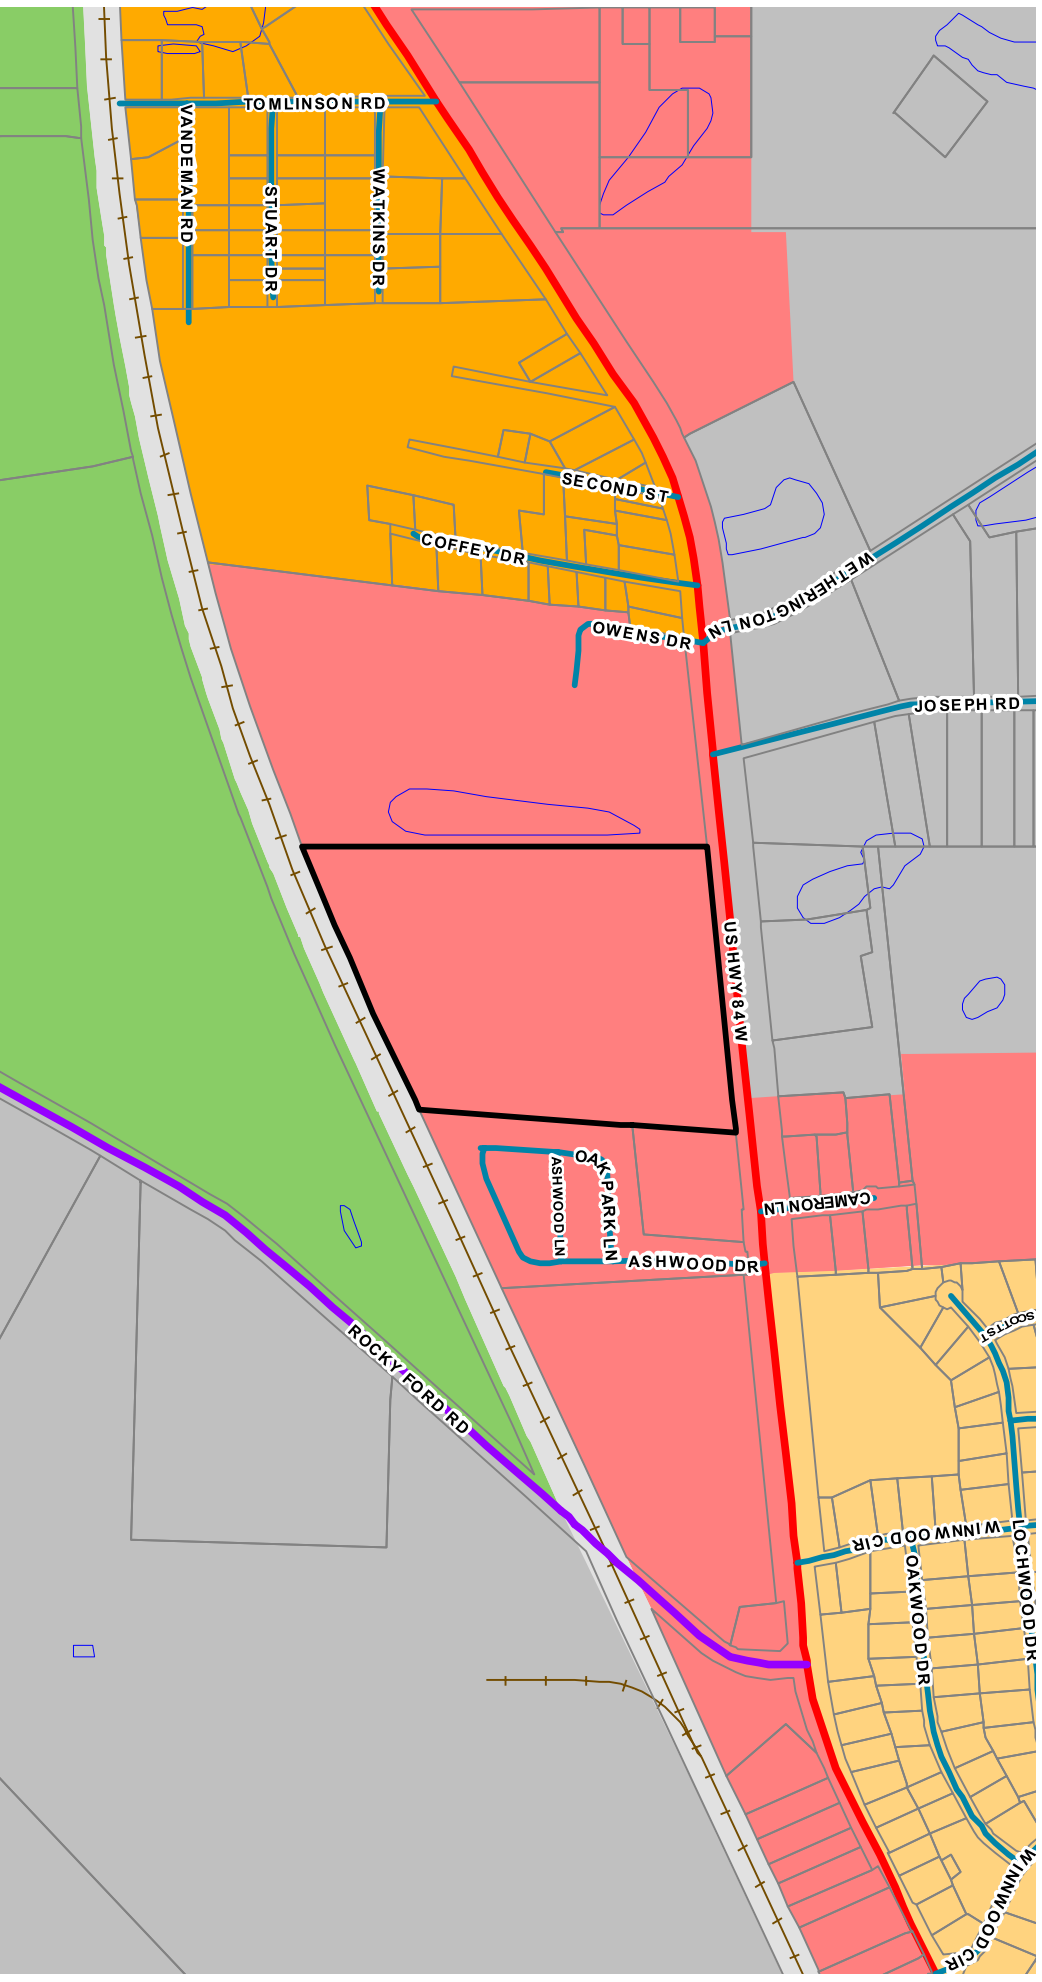 TOMLINSON RD
VANDEMAN RD
STUART DR
WATKINS DR
SECOND ST
COFFEY DR
OWENS DR
WETHERINGTON LN
JOSEPH RD
US HWY 84 W
OAK PARK LN
ASHWOOD LN
CAMERON LN
ASHWOOD DR
SCOTT ST
ROCKY FORD RD
WINNWOOD CIR
LOCHWOOD DR
OAKWOOD DR
WINNWOOD CIR